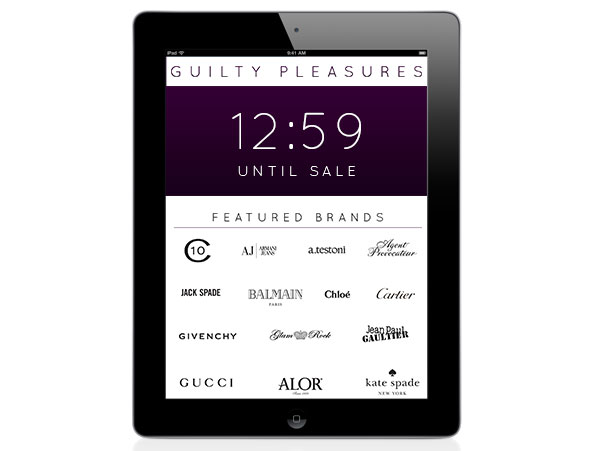 iPad 9:41 AM
GUILTY PLEASURES
12:59
UNTIL SALE
FEATURED BRANDS
C 10 AJ ARMANI JEANS a.testoni Agent Provocateur
JACK SPADE BALMAIN PARIS Chloé Cartier
GIVENCHY Glam Rock Jean Paul GAULTIER
GUCCI ALOR kate spade
NEW YORK